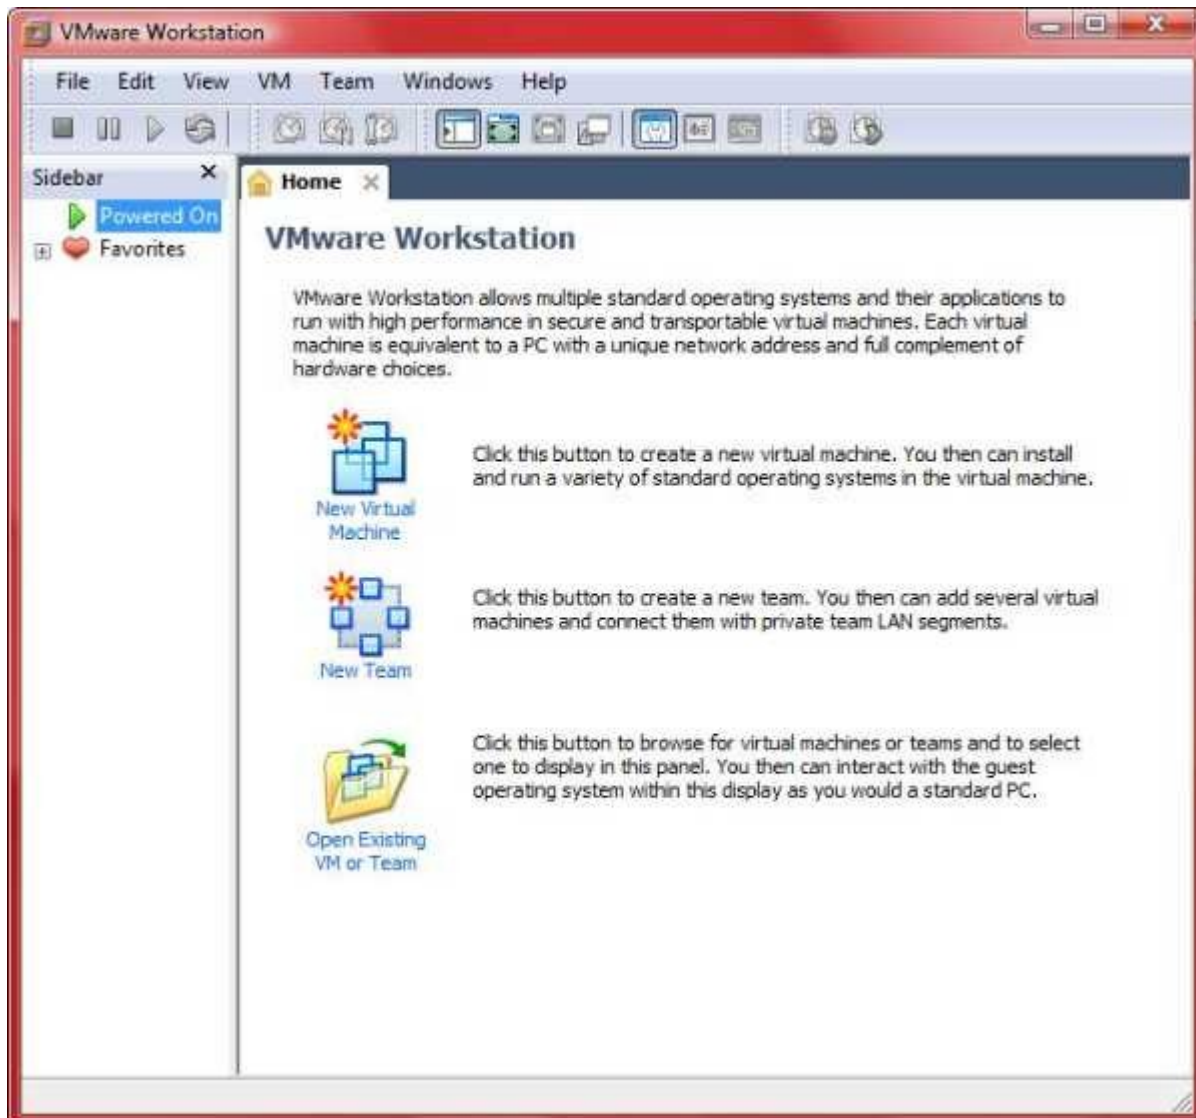 VMware Workstation
File Edit View VM Team Windows Help
Sidebar
Powered On
Favorites
Home
VMware Workstation
VMware Workstation allows multiple standard operating systems and their applications to
run with high performance in secure and transportable virtual machines. Each virtual
machine is equivalent to a PC with a unique network address and full complement of
hardware choices.
New Virtual
Machine
Click this button to create a new virtual machine. You then can install
and run a variety of standard operating systems in the virtual machine.
New Team
Click this button to create a new team. You then can add several virtual
machines and connect them with private team LAN segments.
Open Existing
VM or Team
Click this button to browse for virtual machines or teams and to select
one to display in this panel. You then can interact with the guest
operating system within this display as you would a standard PC.